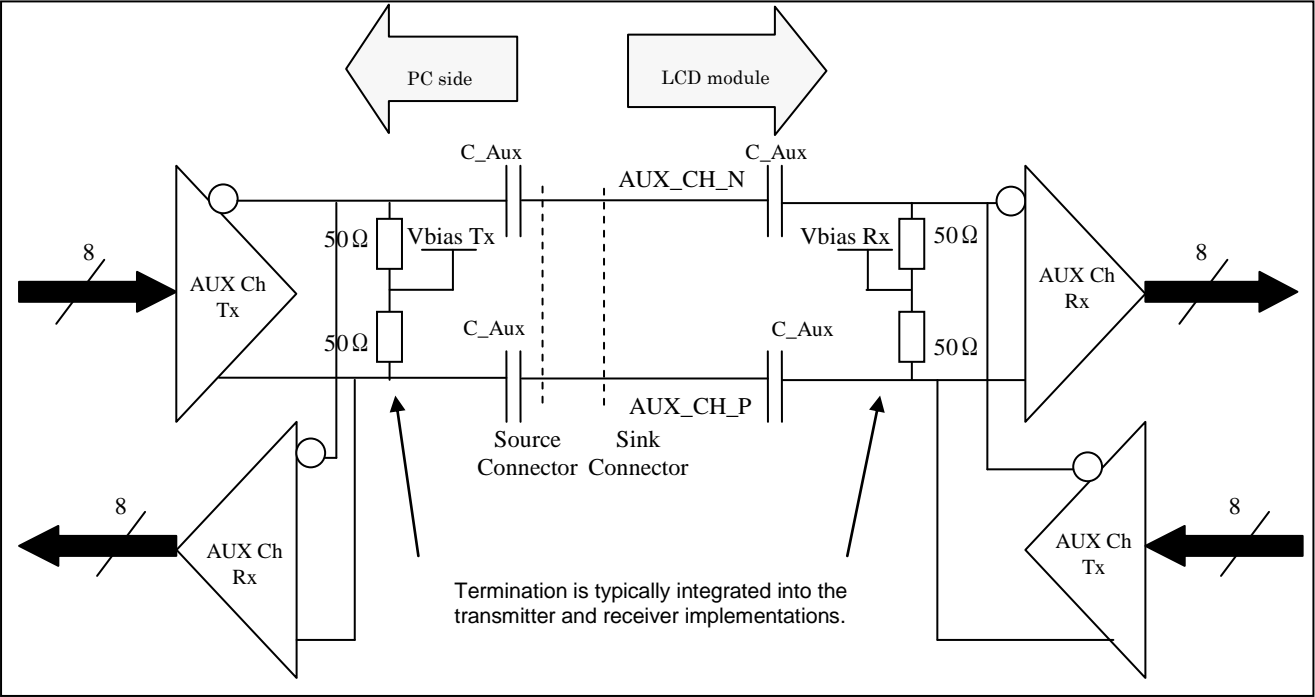 PC side
LCD module
C_Aux
C_Aux
AUX_CH_N
50Ω
Vbias Tx
Vbias Rx
50Ω
8
8
AUX Ch
Tx
AUX Ch
Rx
C_Aux
C_Aux
50Ω
50Ω
AUX_CH_P
Source
Connector
Sink
Connector
8
8
AUX Ch
Rx
AUX Ch
Tx
Termination is typically integrated into the
transmitter and receiver implementations.